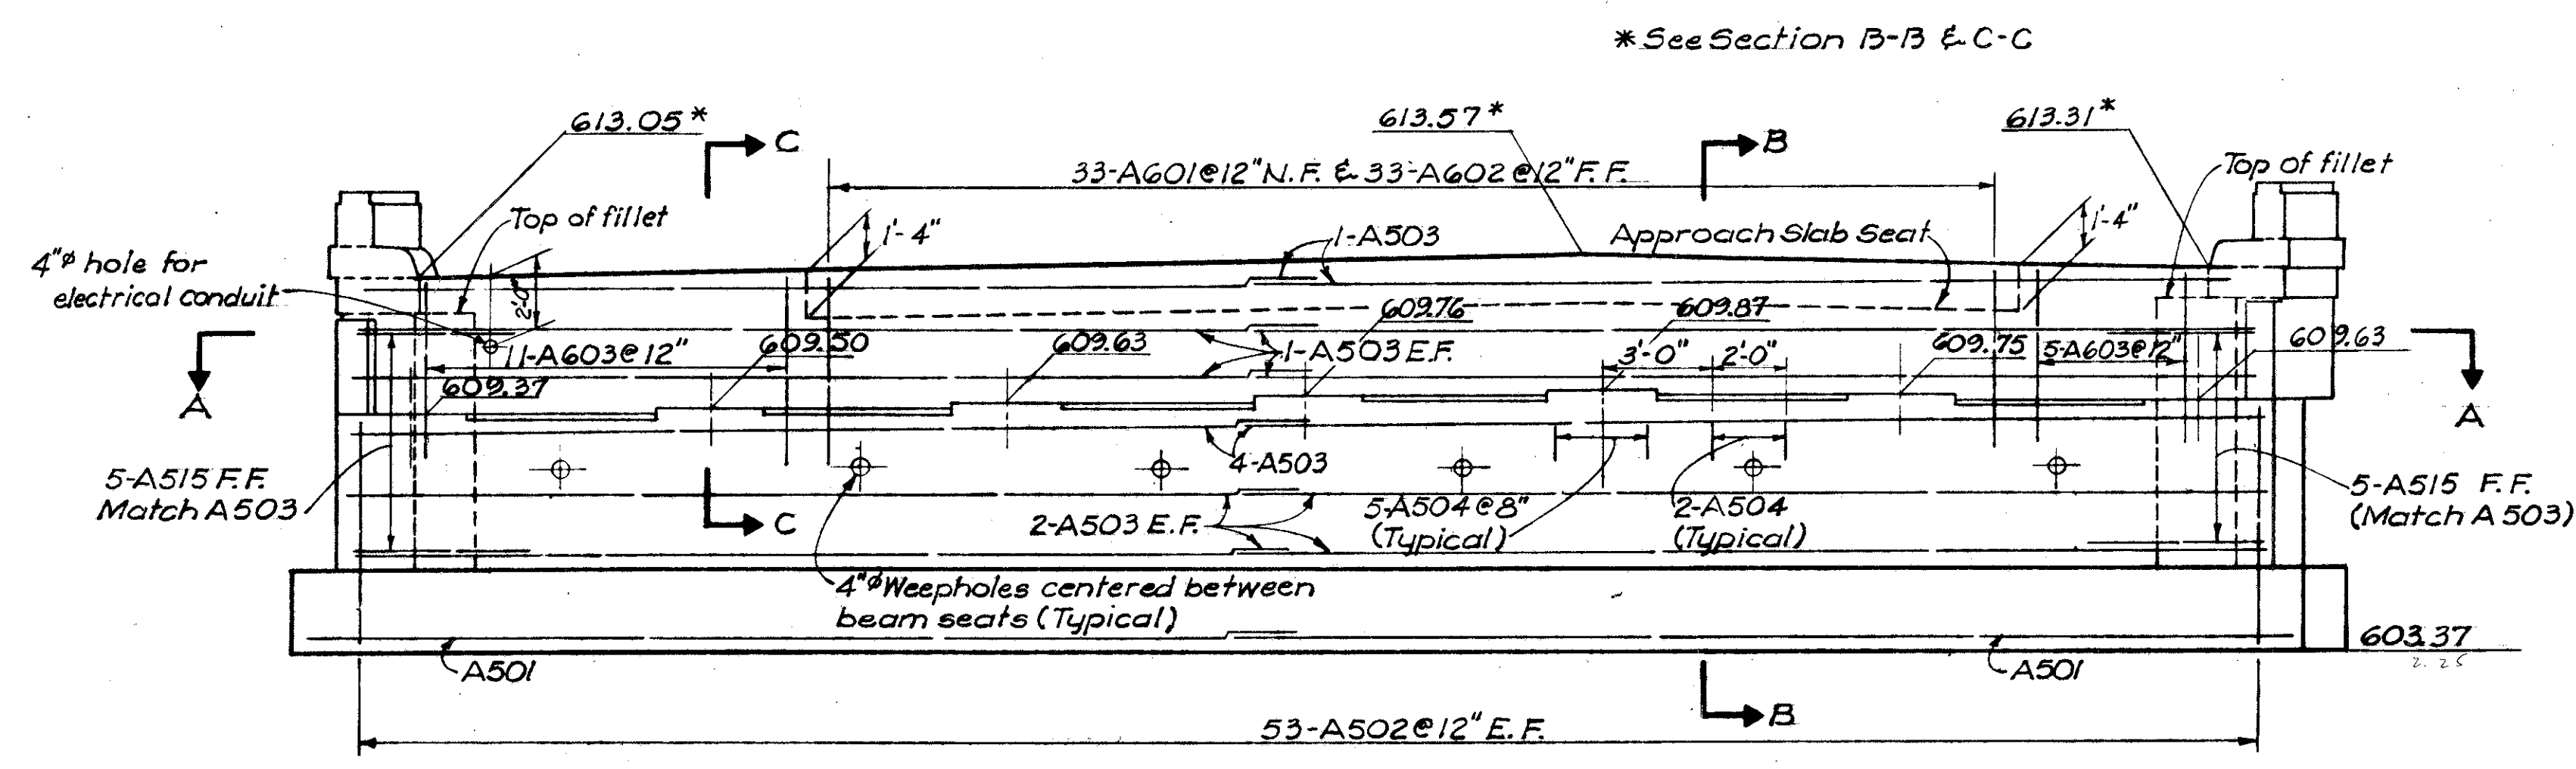 *See Section B-B & C-C
613.05*
613.57*
613.31*
C
B
33-A601@12"N.F. & 33-A602@12"F.F.
Top of fillet
Top of fillet
1'-4"
1-A503
Approach Slab Seat
1'-4"
4"ø hole for
electrical conduit
2'-0"
609.76
609.87
11-A603@12"
609.50
609.63
1-A503 E.F.
3'-0"
2'-0"
609.75
5-A603@12"
609.63
609.37
A
A
5-A515 F.F.
Match A503
4-A503
5-A515 F.F.
(Match A503)
C
2-A503 E.F.
5-A504@8"
(Typical)
2-A504
(Typical)
4"ø Weepholes centered between
beam seats (Typical)
A501
A501
603.37
2.25
B
53-A502@12" E.F.